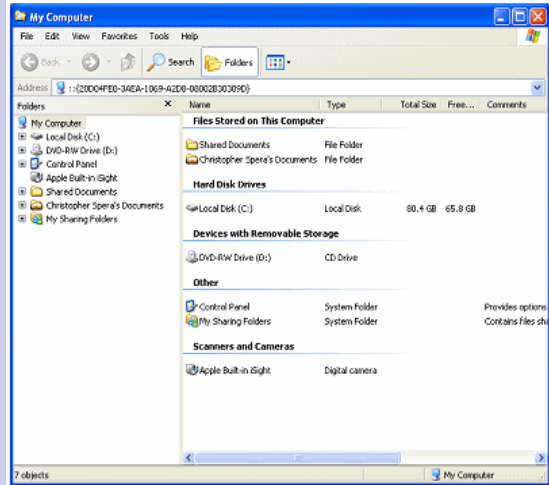 My Computer
File Edit View Favorites Tools Help
Back Search Folders
Address ::{20D04FE0-3AEA-1069-A2D8-08002B30309D}
Folders
My Computer
Local Disk (C:)
DVD-RW Drive (D:)
Control Panel
Apple Built-in iSight
Shared Documents
Christopher Spera's Documents
My Sharing Folders
Name Type Total Size Free... Comments
Files Stored on This Computer
Shared Documents File Folder
Christopher Spera's Documents File Folder
Hard Disk Drives
Local Disk (C:) Local Disk 80.4 GB 65.8 GB
Devices with Removable Storage
DVD-RW Drive (D:) CD Drive
Other
Control Panel System Folder Provides options
My Sharing Folders System Folder Contains files sha
Scanners and Cameras
Apple Built-in iSight Digital camera
7 objects My Computer